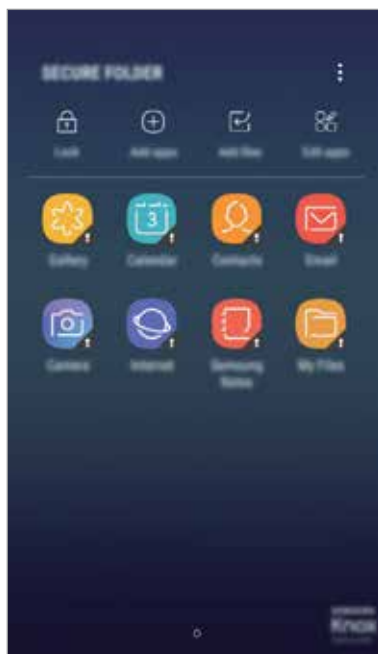 SECURE FOLDER
Lock
Add apps
Add files
Edit apps
3
Gallery
Calendar
Contacts
Email
Camera
Internet
Samsung
Notes
My Files
Knox